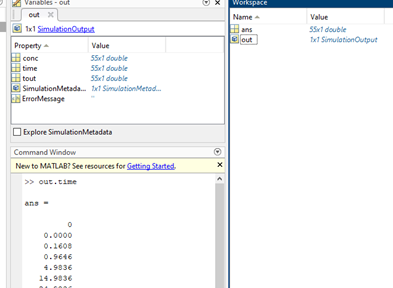 Variables - out
out
1x1 SimulationOutput
Property Value
conc 55x1 double
time 55x1 double
tout 55x1 double
SimulationMetada... 1x1 SimulationMetad...
ErrorMessage ''
Explore SimulationMetadata
Command Window
New to MATLAB? See resources for Getting Started.
>> out.time
ans =
0
0.0000
0.1608
0.9646
4.9836
14.9836
Workspace
Name Value
ans 55x1 double
out 1x1 SimulationOutput